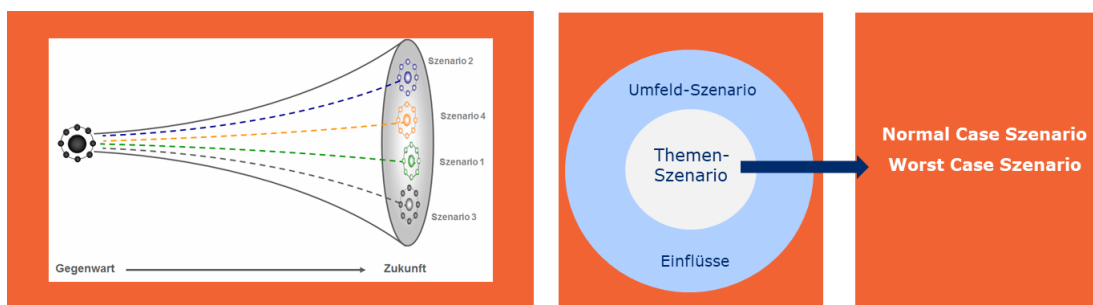 Szenario 2
Szenario 4
Szenario 1
Szenario 3
Gegenwart
Zukunft
Umfeld-Szenario
Themen-
Szenario
Einflüsse
Normal Case Szenario
Worst Case Szenario